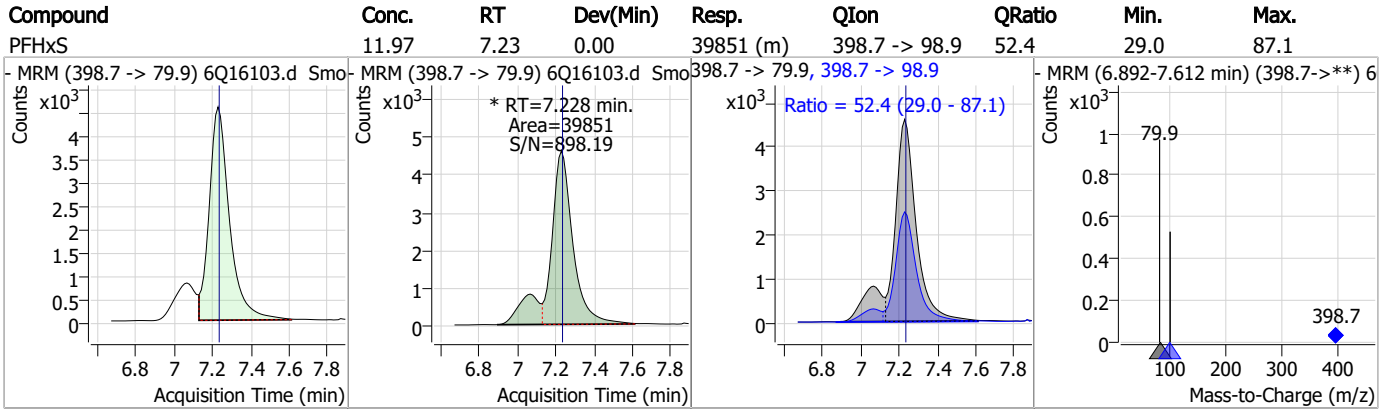 Compound Conc. RT Dev(Min) Resp. QIon QRatio Min. Max.
PFHxS 11.97 7.23 0.00 39851 (m) 398.7 -> 98.9 52.4 29.0 87.1
- MRM (398.7 -> 79.9) 6Q16103.d Smo
Counts
x10³
4
3.5
3
2.5
2
1.5
1
0.5
0
6.8 7 7.2 7.4 7.6 7.8
Acquisition Time (min)
- MRM (398.7 -> 79.9) 6Q16103.d Smo
Counts
x10³
* RT=7.228 min.
Area=39851
S/N=898.19
5
4
3
2
1
0
6.8 7 7.2 7.4 7.6 7.8
Acquisition Time (min)
398.7 -> 79.9, 398.7 -> 98.9
x10³
Ratio = 52.4 (29.0 - 87.1)
4
3
2
1
0
6.8 7 7.2 7.4 7.6 7.8
Acquisition Time (min)
- MRM (6.892-7.612 min) (398.7->**) 6
Counts
x10³
79.9
1
0.8
0.6
0.4
0.2
398.7
0
100 200 300 400
Mass-to-Charge (m/z)